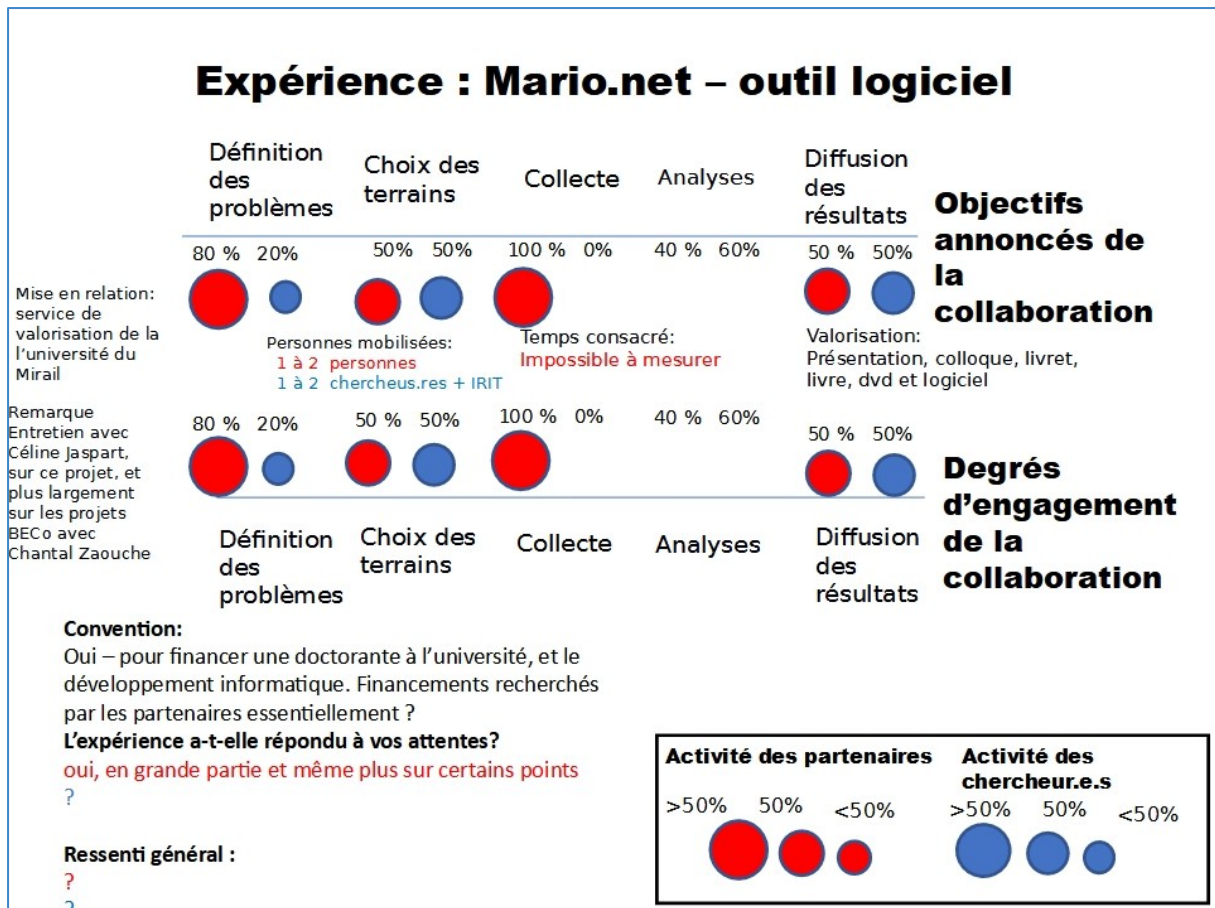 Expérience : Mario.net – outil logiciel
Définition
des
problèmes
Choix des
terrains
Collecte
Analyses
Diffusion
des
résultats
Objectifs
annoncés de
la
collaboration
80 % 20%
50% 50%
100 % 0%
40 % 60%
50 % 50%
Mise en relation:
service de
valorisation de la
l'université du
Mirail
Personnes mobilisées:
1 à 2 personnes
1 à 2 chercheus.res + IRIT
Temps consacré:
Impossible à mesurer
Valorisation:
Présentation, colloque, livret,
livre, dvd et logiciel
Remarque
Entretien avec
Céline Jaspart,
sur ce projet, et
plus largement
sur les projets
BECo avec
Chantal Zaouche
80 % 20%
50 % 50%
100 % 0%
40 % 60%
50 % 50%
Définition
des
problèmes
Choix des
terrains
Collecte
Analyses
Diffusion
des
résultats
Degrés
d'engagement
de la
collaboration
Convention:
Oui – pour financer une doctorante à l'université, et le
développement informatique. Financements recherchés
par les partenaires essentiellement ?
L'expérience a-t-elle répondu à vos attentes?
oui, en grande partie et même plus sur certains points
?
Ressenti général :
?
?
Activité des partenaires
>50% 50% <50%
Activité des
chercheur.e.s
>50% 50% <50%